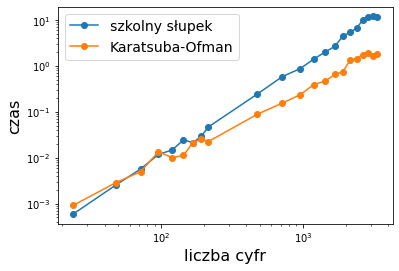 szkolny słupek
Karatsuba-Ofman
czas
10¹
10⁰
10⁻¹
10⁻²
10⁻³
10² 10³
liczba cyfr